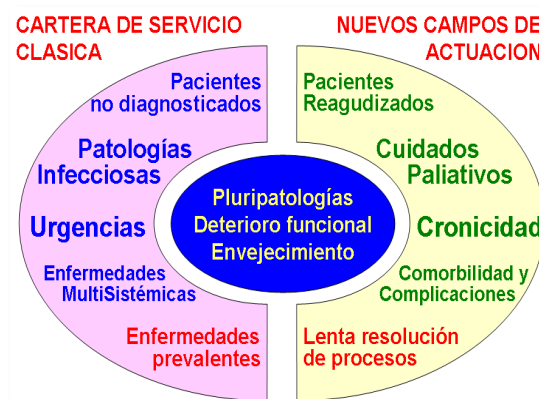 CARTERA DE SERVICIO
CLASICA
NUEVOS CAMPOS DE
ACTUACION
Pacientes
no diagnosticados
Patologías
Infecciosas
Urgencias
Enfermedades
MultiSistémicas
Enfermedades
prevalentes
Pluripatologías
Deterioro funcional
Envejecimiento
Pacientes
Reagudizados
Cuidados
Paliativos
Cronicidad
Comorbilidad y
Complicaciones
Lenta resolución
de procesos